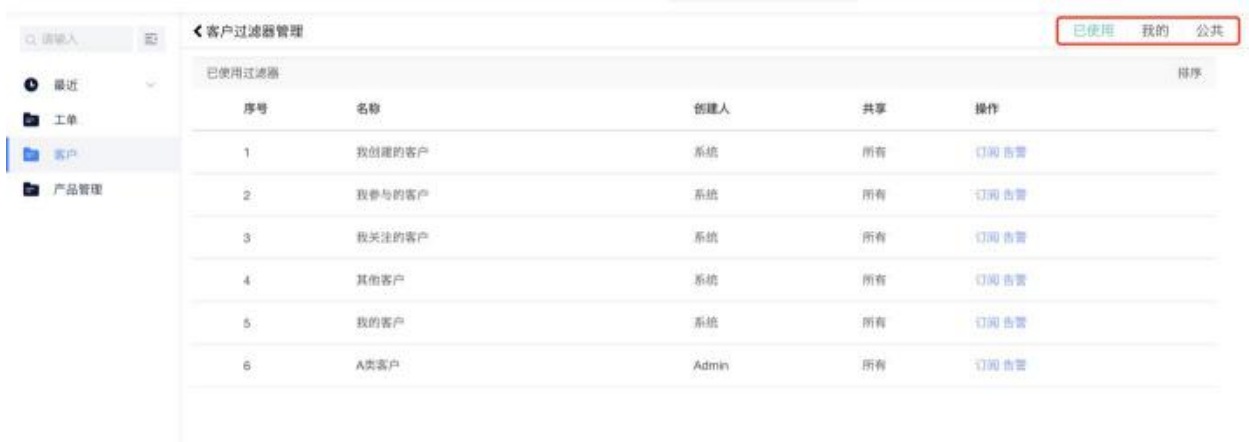 请输入
最近
工单
客户
产品管理
客户过滤器管理
已使用 我的 公共
已使用过滤器 排序
序号 名称 创建人 共享 操作
1 我创建的客户 系统 所有 订阅 告警
2 我参与的客户 系统 所有 订阅 告警
3 我关注的客户 系统 所有 订阅 告警
4 其他客户 系统 所有 订阅 告警
5 我的客户 系统 所有 订阅 告警
6 A类客户 Admin 所有 订阅 告警